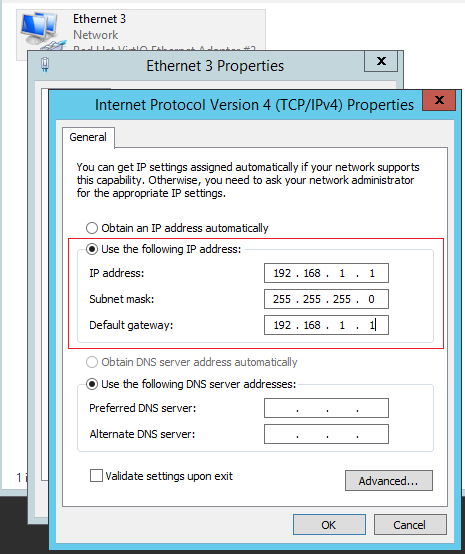 Ethernet 3
Network
Red Hat VirtIO Ethernet Adapter #2
Ethernet 3 Properties
x
Internet Protocol Version 4 (TCP/IPv4) Properties
x
General
You can get IP settings assigned automatically if your network supports
this capability. Otherwise, you need to ask your network administrator
for the appropriate IP settings.
Obtain an IP address automatically
Use the following IP address:
IP address: 192 . 168 . 1 . 1
Subnet mask: 255 . 255 . 255 . 0
Default gateway: 192 . 168 . 1 . 1
Obtain DNS server address automatically
Use the following DNS server addresses:
Preferred DNS server: . . .
Alternate DNS server: . . .
Validate settings upon exit
Advanced...
1 i
OK Cancel